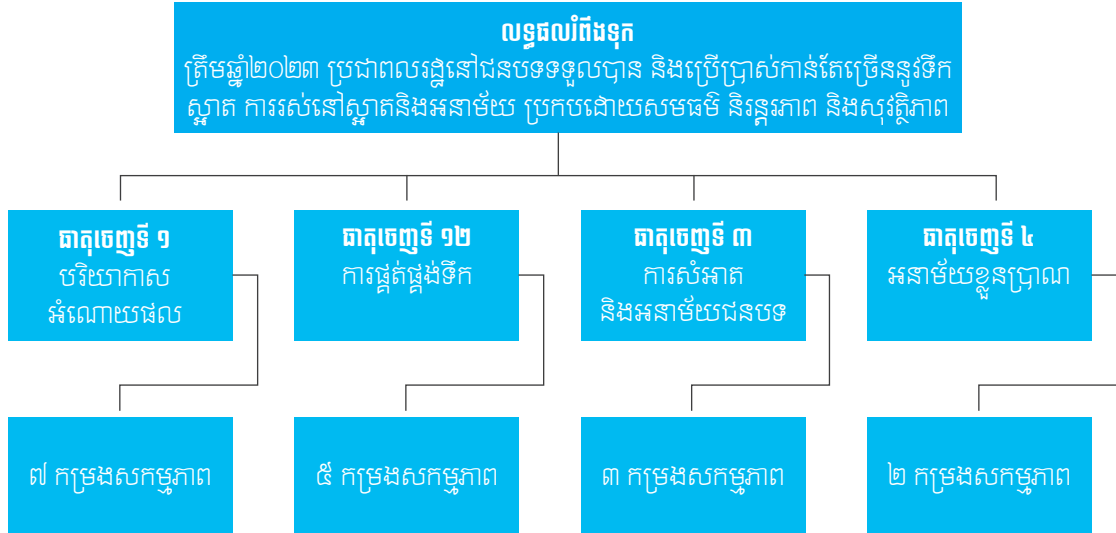 លទ្ធផលរំពឹងទុក
ត្រឹមឆ្នាំ២០២៣ ប្រជាពលរដ្ឋនៅជនបទទទួលបាន និងប្រើប្រាស់កាន់តែច្រើននូវទឹក
ស្អាត ការរស់នៅស្អាតនិងអនាម័យ ប្រកបដោយសមធម៌ និរន្តរភាព និងសុវត្ថិភាព
ធាតុចេញទី ១
បរិយាកាស
អំណោយផល
ធាតុចេញទី ១២
ការផ្គត់ផ្គង់ទឹក
ធាតុចេញទី ៣
ការសំអាត
និងអនាម័យជនបទ
ធាតុចេញទី ៤
អនាម័យខ្លួនប្រាណ
៧ កម្រងសកម្មភាព
៥ កម្រងសកម្មភាព
៣ កម្រងសកម្មភាព
២ កម្រងសកម្មភាព